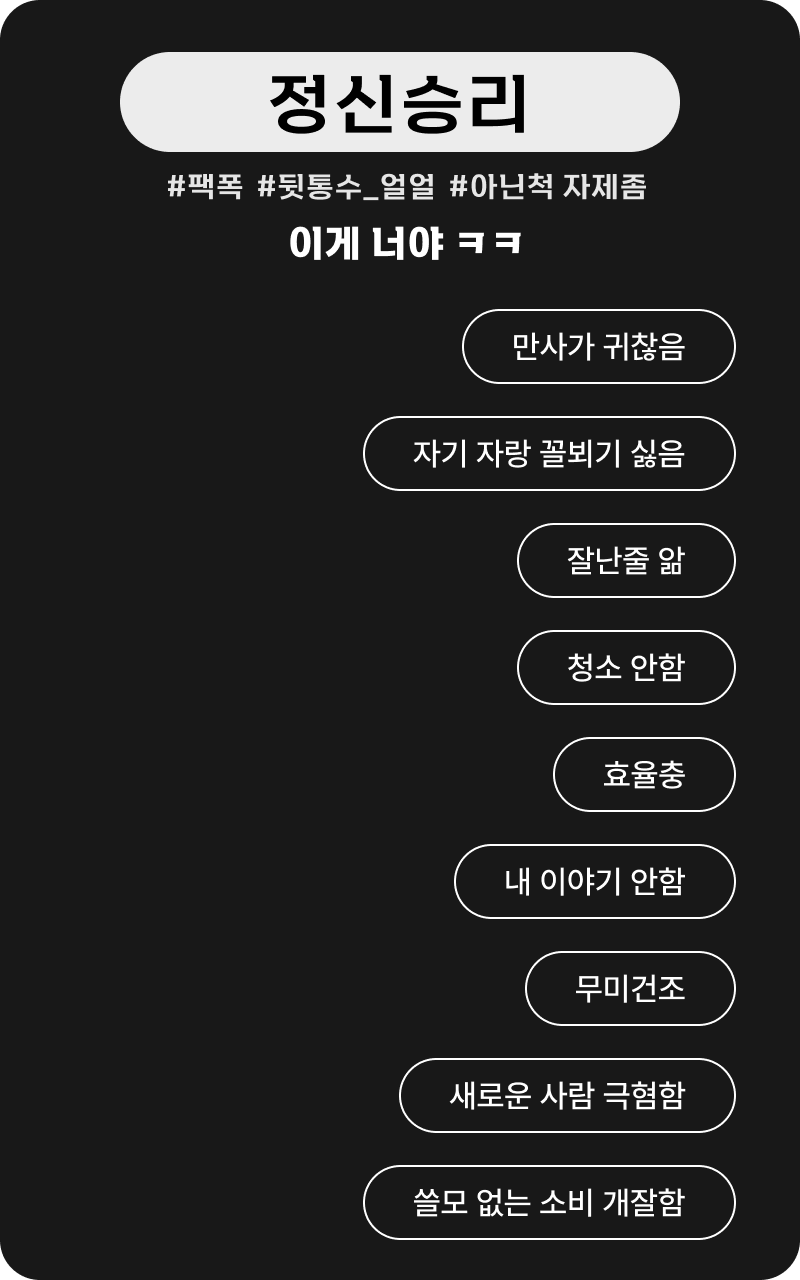 정신승리
#팩폭 #뒷통수_얼얼 #아닌척 자제좀
이게 너야 ㅋㅋ
만사가 귀찮음
자기 자랑 꼴뵈기 싫음
잘난줄 앎
청소 안함
효율충
내 이야기 안함
무미건조
새로운 사람 극혐함
쓸모 없는 소비 개잘함